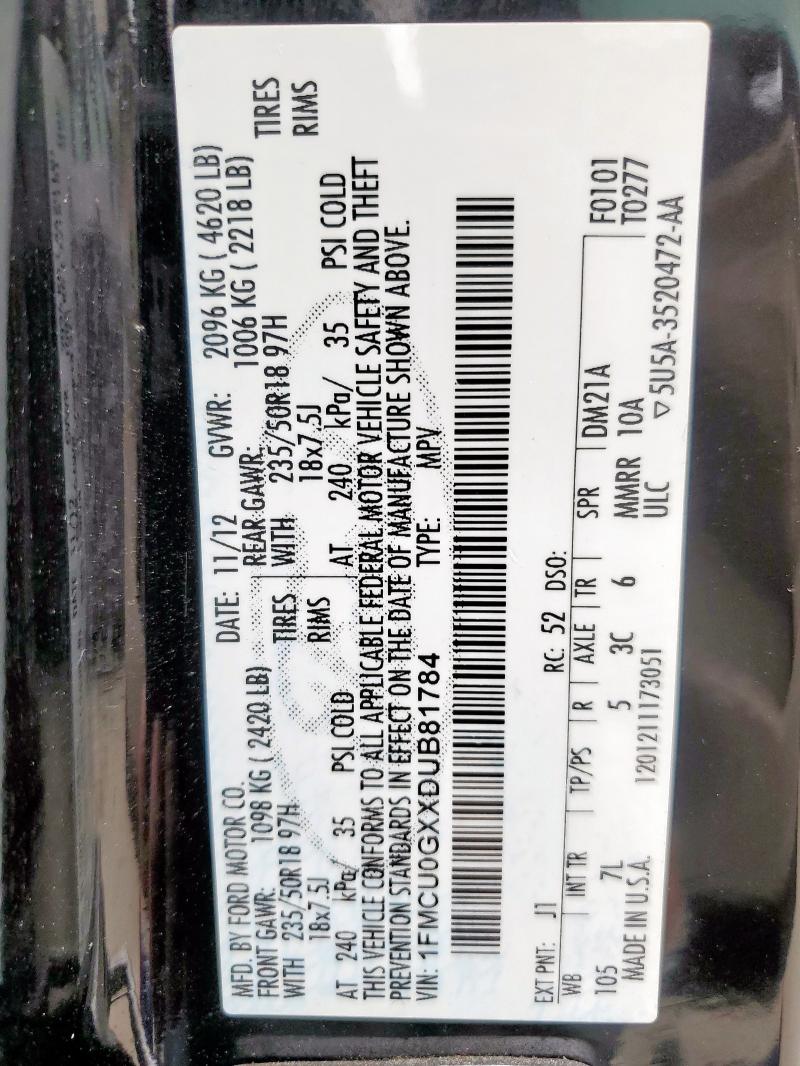 MFD. BY FORD MOTOR CO. DATE: 11/12 GVWR: 2096 KG ( 4620 LB)
FRONT GAWR: 1098 KG ( 2420 LB) REAR GAWR: 1006 KG ( 2218 LB)
WITH 235/50R18 97H TIRES WITH 235/50R18 97H TIRES
18x7.5J RIMS 18x7.5J RIMS
AT 240 kPa/ 35 PSI COLD AT 240 kPa/ 35 PSI COLD
THIS VEHICLE CONFORMS TO ALL APPLICABLE FEDERAL MOTOR VEHICLE SAFETY AND THEFT
PREVENTION STANDARDS IN EFFECT ON THE DATE OF MANUFACTURE SHOWN ABOVE.
VIN: 1FMCU0GXXDUB81784 TYPE: MPV
EXT PNT: J1 RC: 52 DSO:
WB INT TR TP/PS R AXLE TR SPR DM21A F0101
105 7L 5 3C 6 MMRR 10A T0277
MADE IN U.S.A. 1201211173051 ULC ▽5U5A-3520472-AA